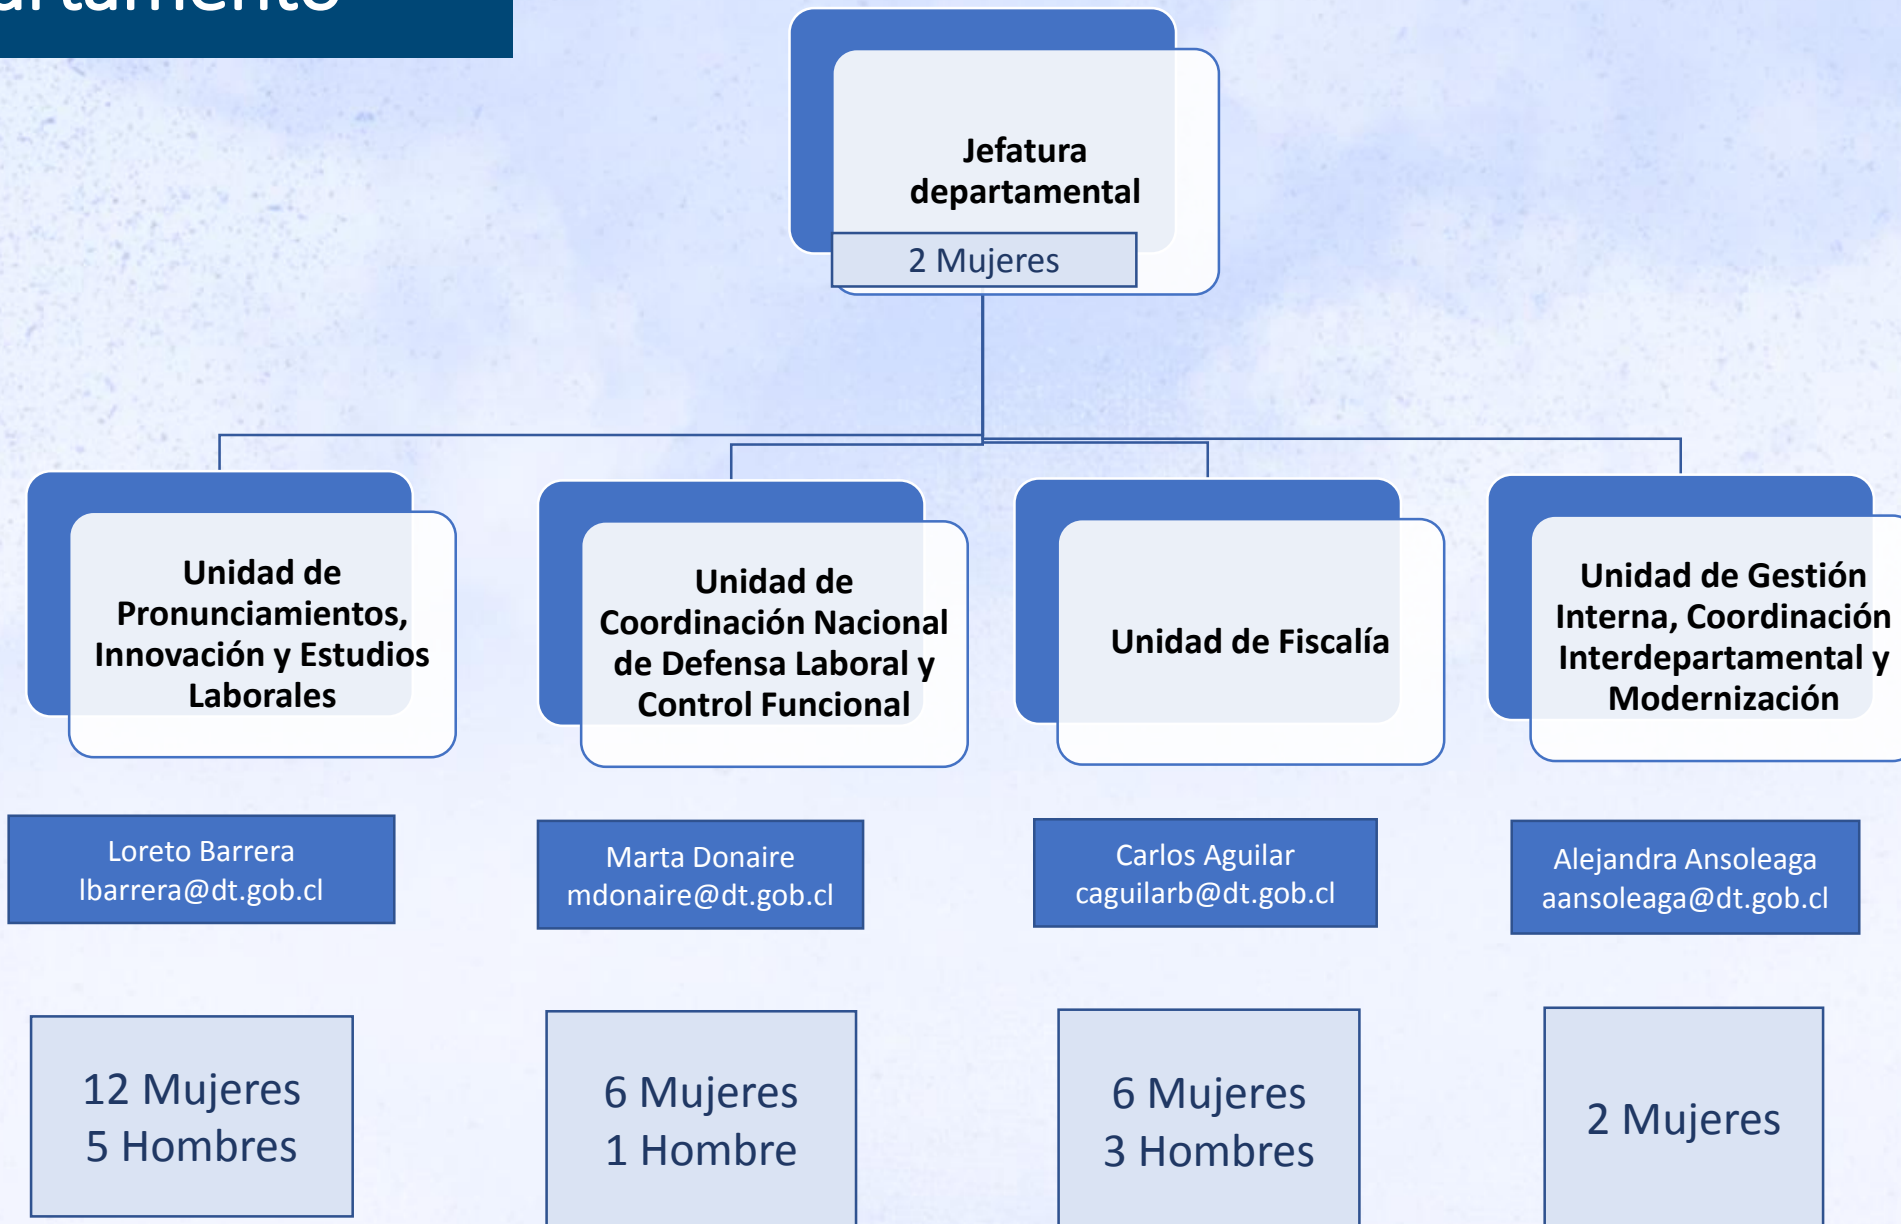 Jefatura
departamental
2 Mujeres
Unidad de
Pronunciamientos,
Innovación y Estudios
Laborales
Unidad de
Coordinación Nacional
de Defensa Laboral y
Control Funcional
Unidad de Fiscalía
Unidad de Gestión
Interna, Coordinación
Interdepartamental y
Modernización
Loreto Barrera
lbarrera@dt.gob.cl
Marta Donaire
mdonaire@dt.gob.cl
Carlos Aguilar
caguilarb@dt.gob.cl
Alejandra Ansoleaga
aansoleaga@dt.gob.cl
12 Mujeres
5 Hombres
6 Mujeres
1 Hombre
6 Mujeres
3 Hombres
2 Mujeres